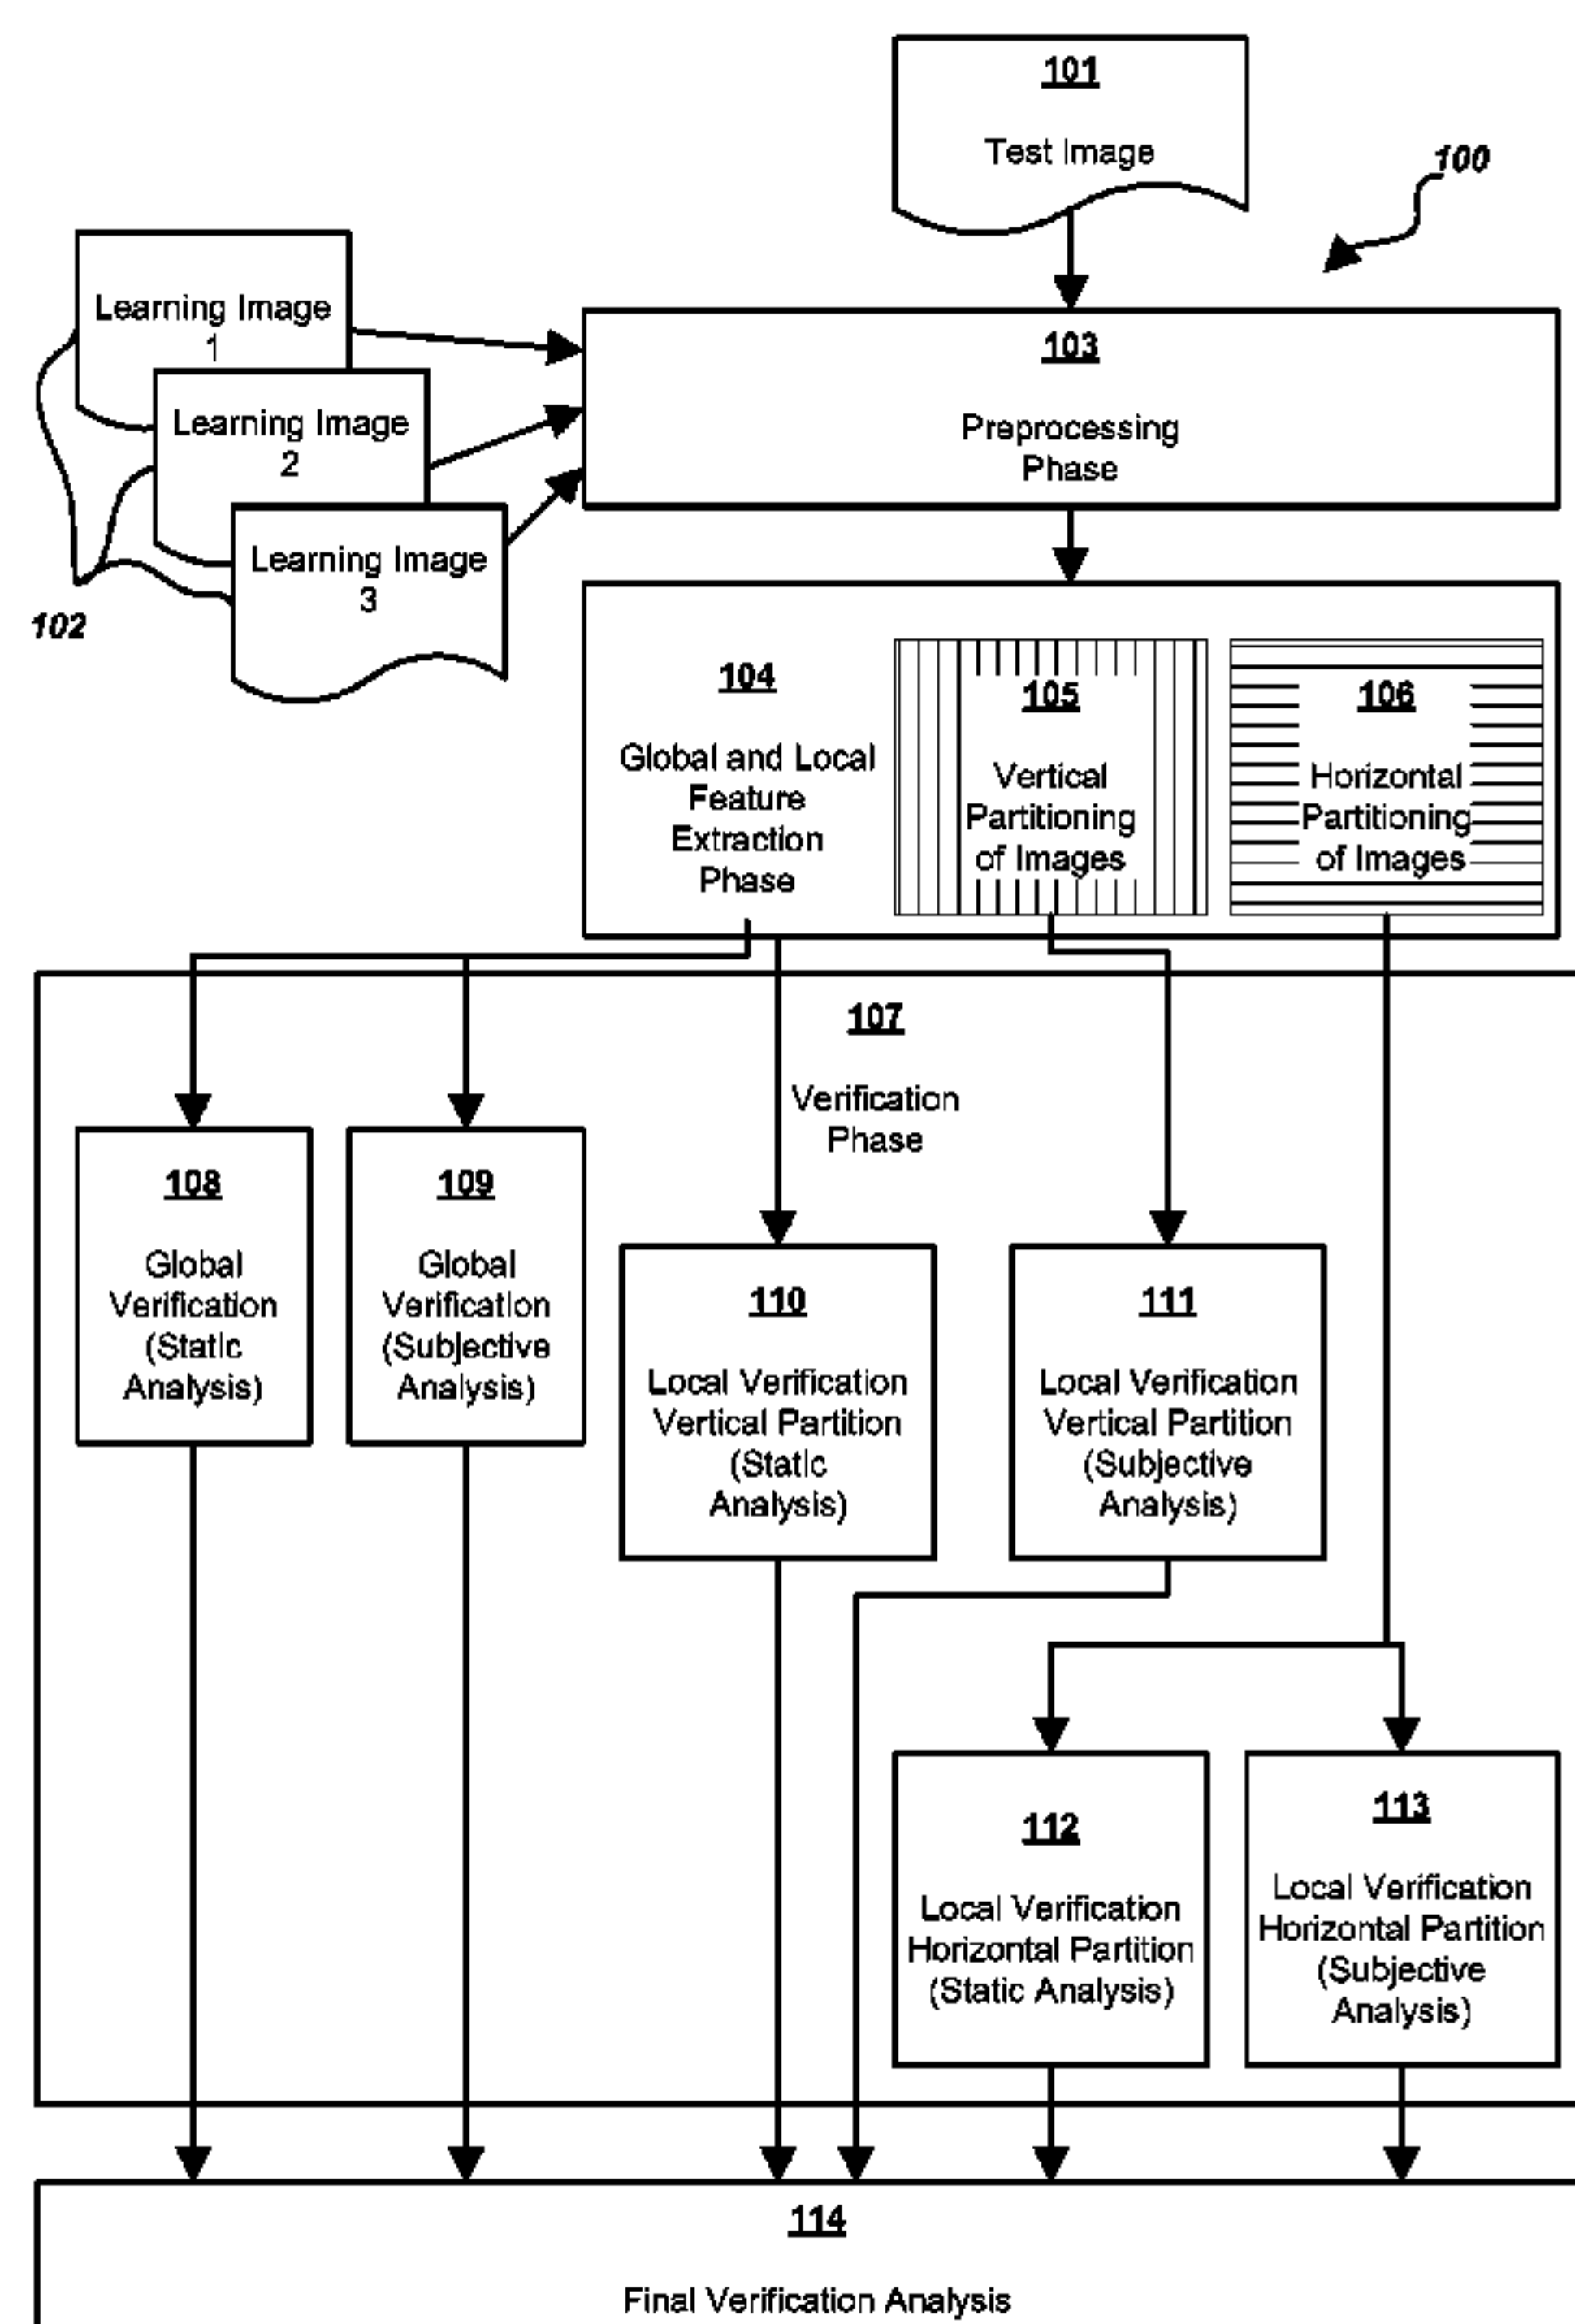 101
Test Image
100
Learning Image
1
Learning Image
2
Learning Image
3
102
103
Preprocessing
Phase
104
Global and Local
Feature
Extraction
Phase
105
Vertical
Partitioning
of Images
106
Horizontal
Partitioning
of Images
107
Verification
Phase
108
Global
Verification
(Static
Analysis)
109
Global
Verification
(Subjective
Analysis)
110
Local Verification
Vertical Partition
(Static
Analysis)
111
Local Verification
Vertical Partition
(Subjective
Analysis)
112
Local Verification
Horizontal Partition
(Static Analysis)
113
Local Verification
Horizontal Partition
(Subjective
Analysis)
114
Final Verification Analysis